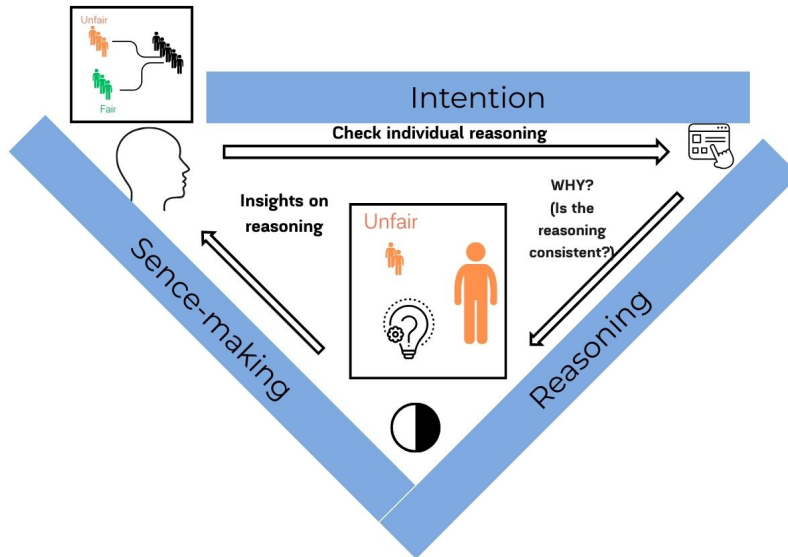 Unfair
Fair
Intention
Check individual reasoning
Insights on
reasoning
WHY?
(Is the
reasoning
consistent?)
Unfair
Sence-making
Reasoning